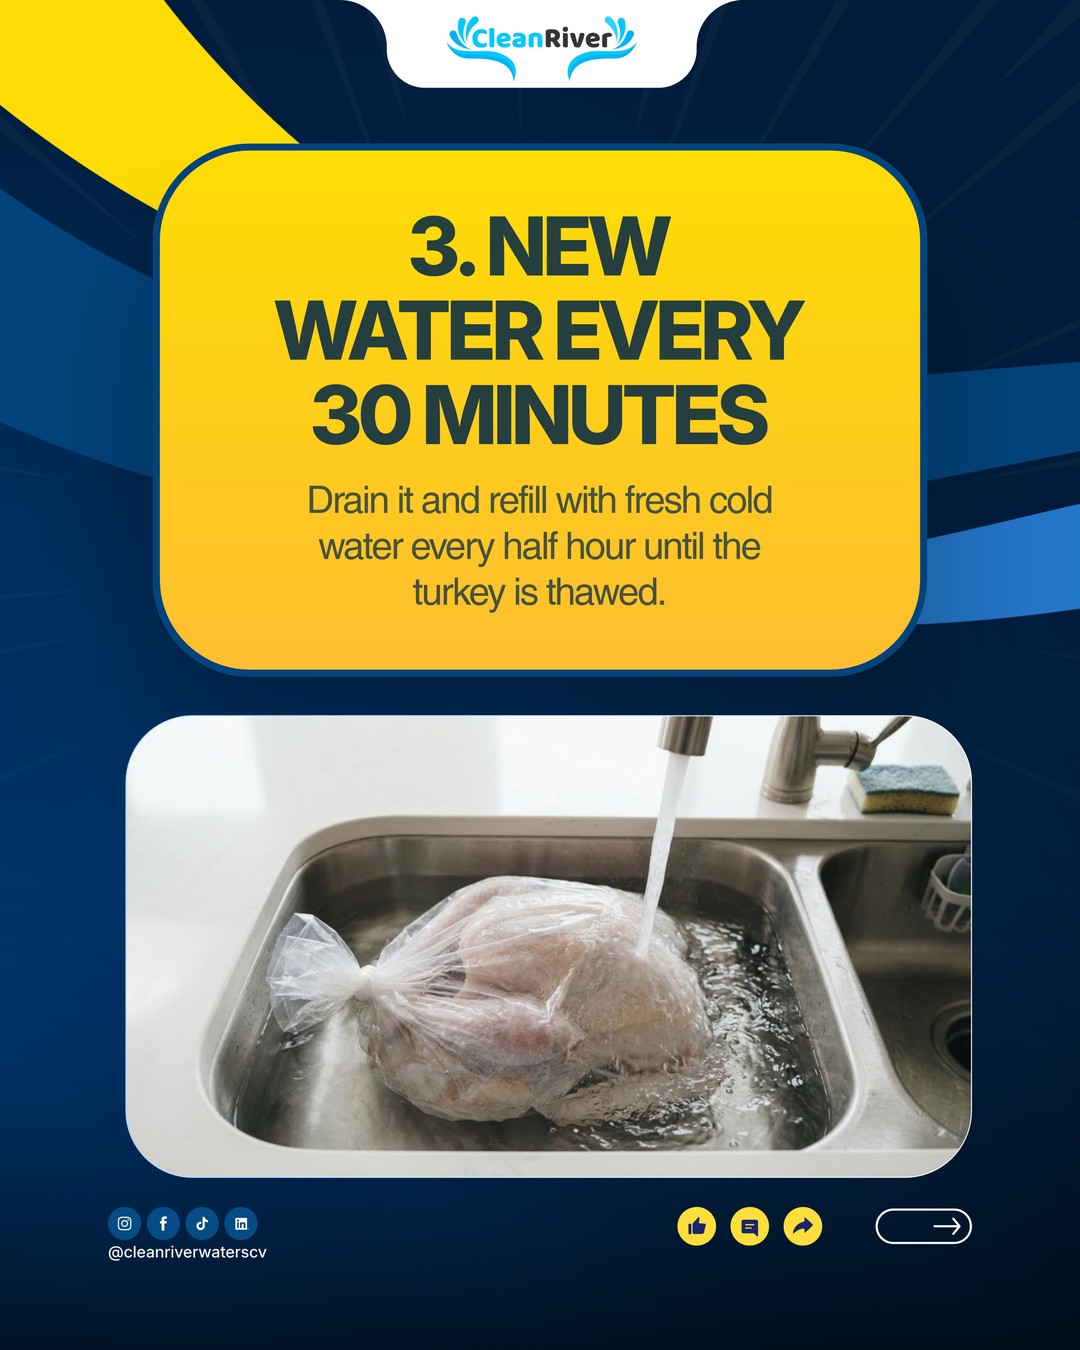 CleanRiver
3. NEW
WATER EVERY
30 MINUTES
Drain it and refill with fresh cold
water every half hour until the
turkey is thawed.
@cleanriverwaterscv